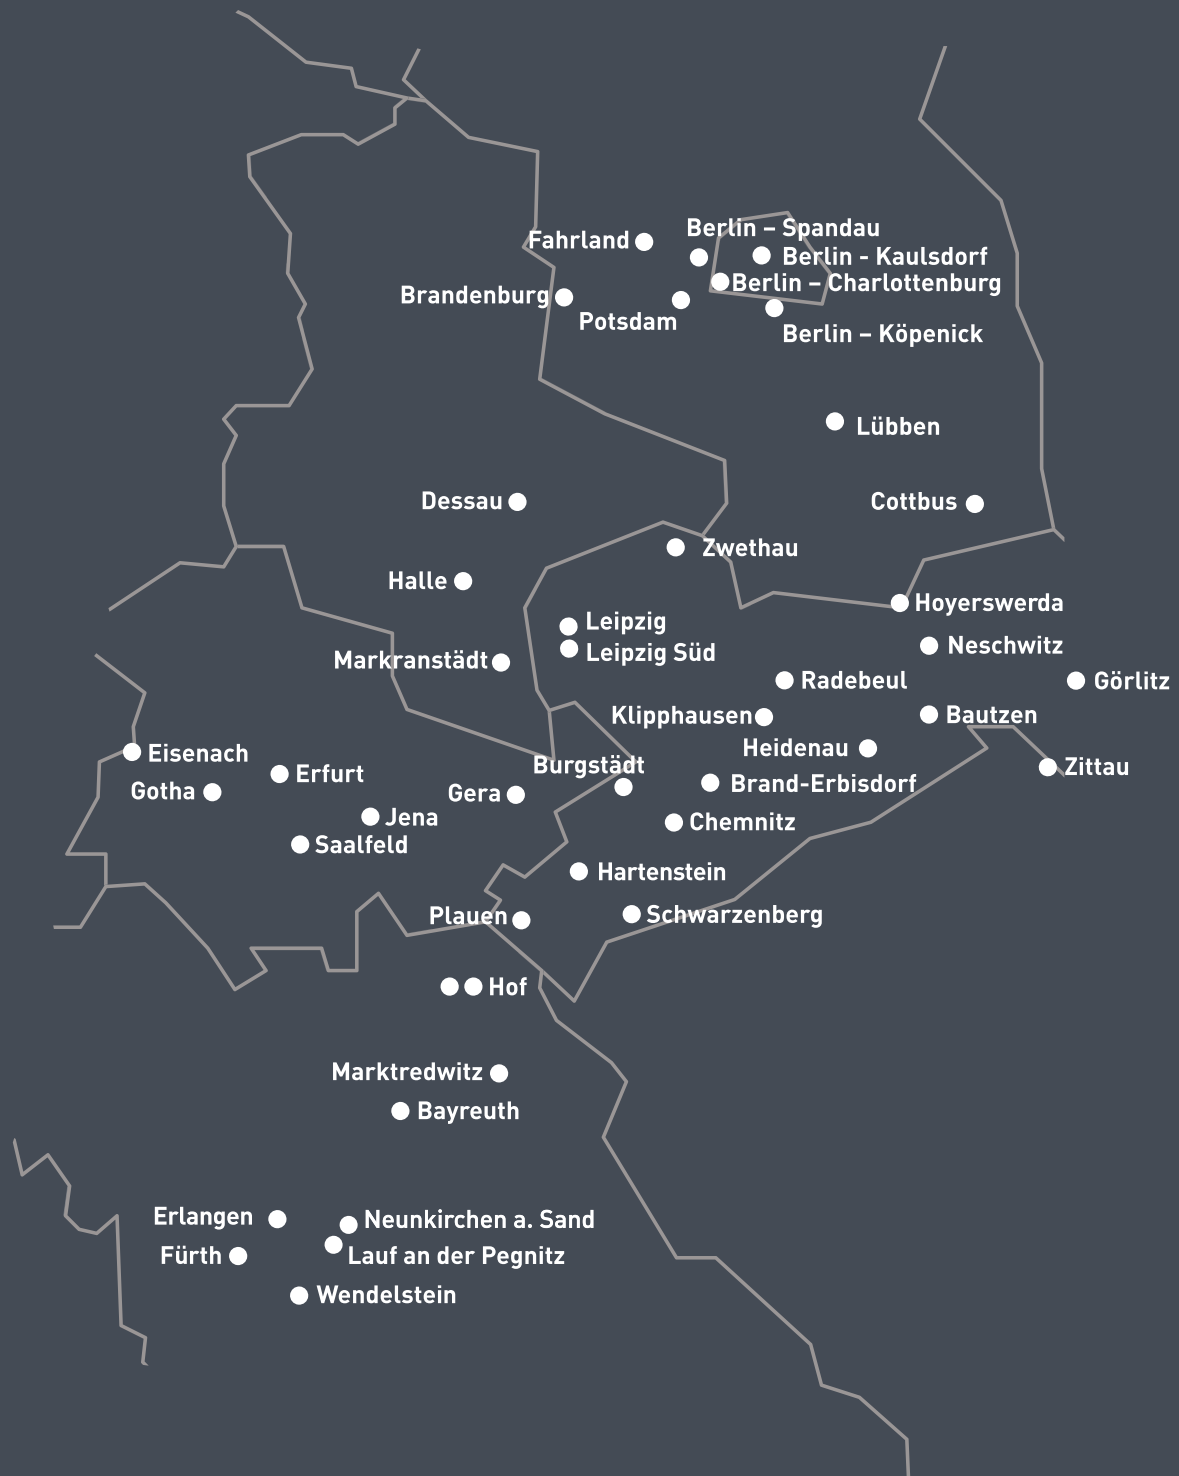 Berlin – Spandau
Fahrland
Berlin - Kaulsdorf
Berlin – Charlottenburg
Brandenburg
Potsdam
Berlin – Köpenick
Lübben
Dessau
Cottbus
Zwethau
Halle
Hoyerswerda
Leipzig
Neschwitz
Leipzig Süd
Markranstädt
Radebeul
Görlitz
Klipphausen
Bautzen
Heidenau
Eisenach
Burgstädt
Zittau
Erfurt
Brand-Erbisdorf
Gotha
Gera
Jena
Chemnitz
Saalfeld
Hartenstein
Plauen
Schwarzenberg
Hof
Marktredwitz
Bayreuth
Erlangen
Neunkirchen a. Sand
Fürth
Lauf an der Pegnitz
Wendelstein